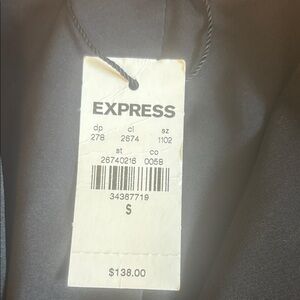 EXPRESS
dp cl sz
278 2674 1102
st co
26740216 0059
34387719
S
$138.00